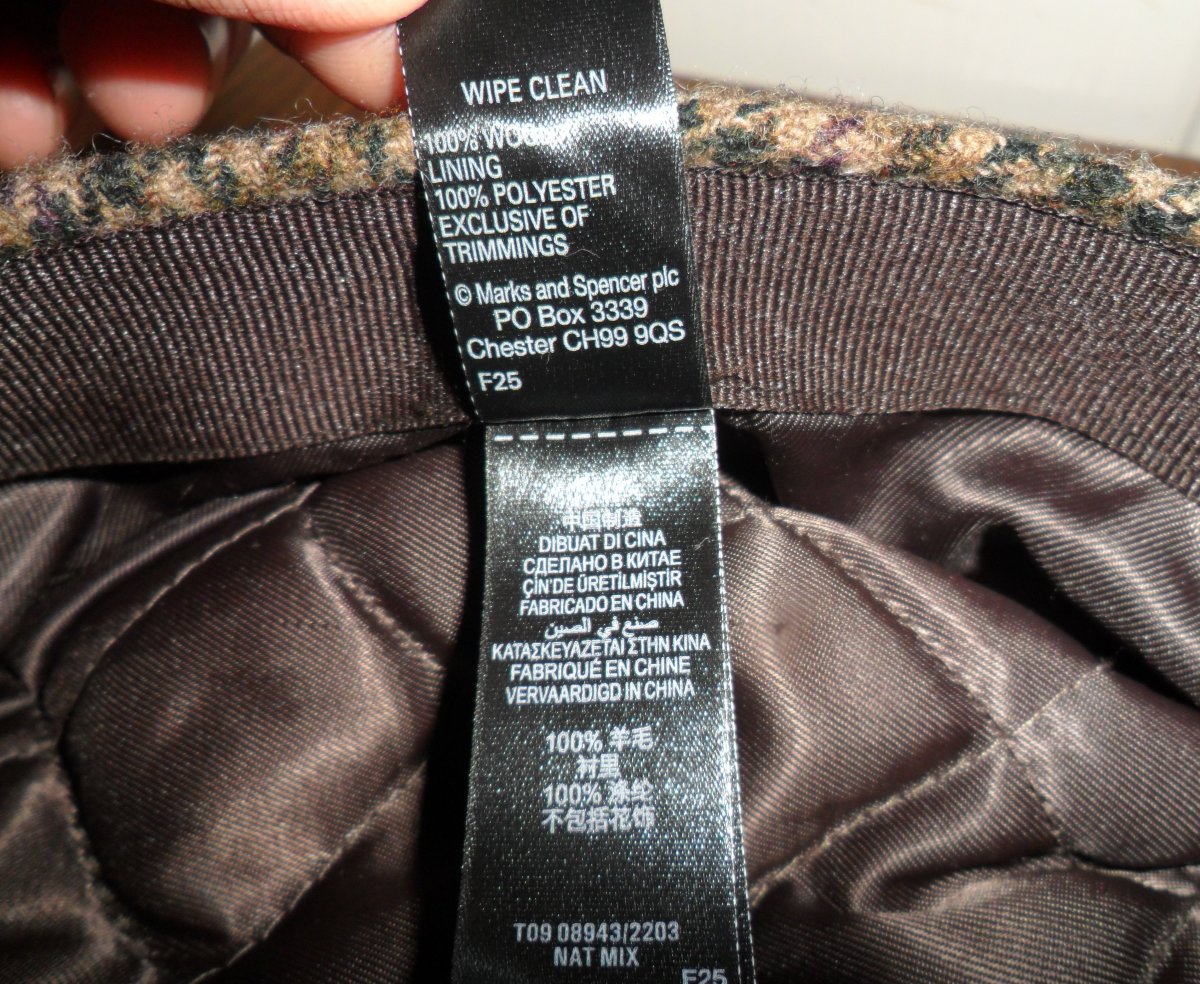 WIPE CLEAN
100% WOOL
LINING
100% POLYESTER
EXCLUSIVE OF
TRIMMINGS
© Marks and Spencer plc
PO Box 3339
Chester CH99 9QS
F25
中国制造
DIBUAT DI CINA
СДЕЛАНО В КИТАЕ
ÇİN'DE ÜRETİLMİŞTİR
FABRICADO EN CHINA
صنع في الصين
ΚΑΤΑΣΚΕΥΑΖΕΤΑΙ ΣΤΗΝ ΚΙΝΑ
FABRIQUÉ EN CHINE
VERVAARDIGD IN CHINA
100% 羊毛
衬里
100% 涤纶
不包括花饰
T09 08943/2203
NAT MIX
F25